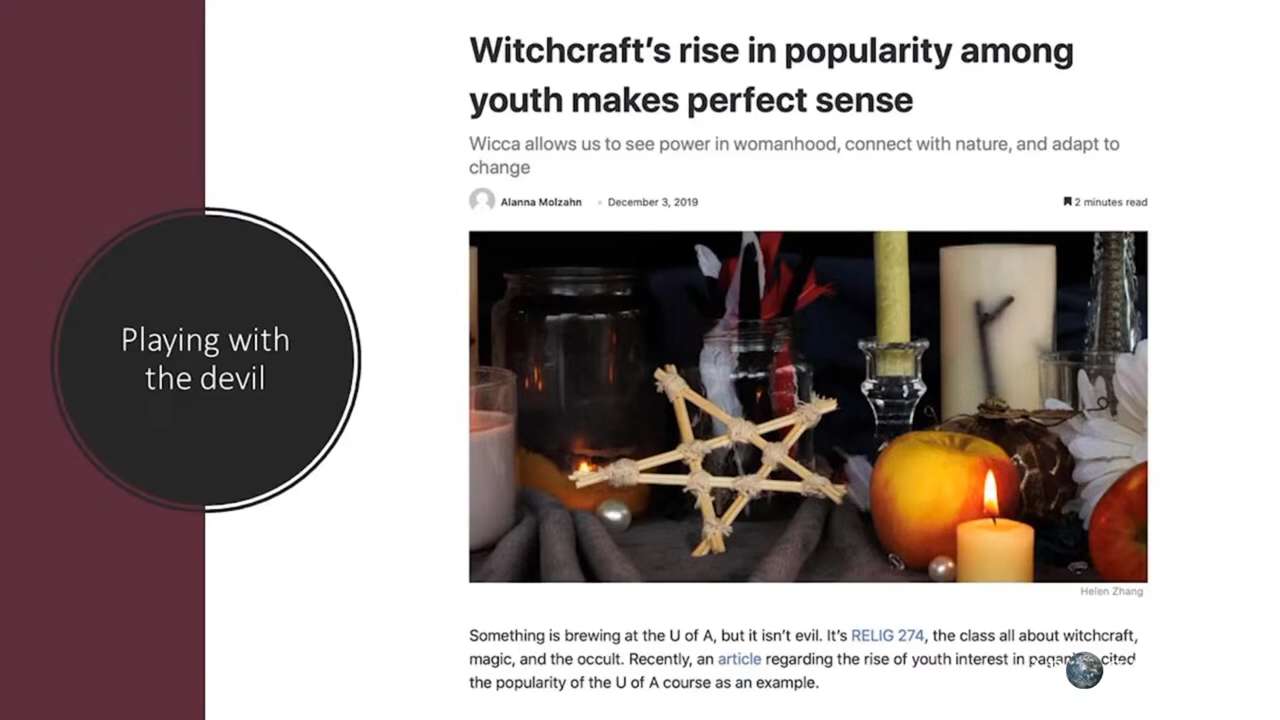 Playing with
the devil
Witchcraft's rise in popularity among
youth makes perfect sense
Wicca allows us to see power in womanhood, connect with nature, and adapt to
change
Alanna Molzahn
December 3, 2019
2 minutes read
Helen Zhang
Something is brewing at the U of A, but it isn't evil. It's RELIG 274, the class all about witchcraft,
magic, and the occult. Recently, an article regarding the rise of youth interest in cited
the popularity of the U of A course as an example.